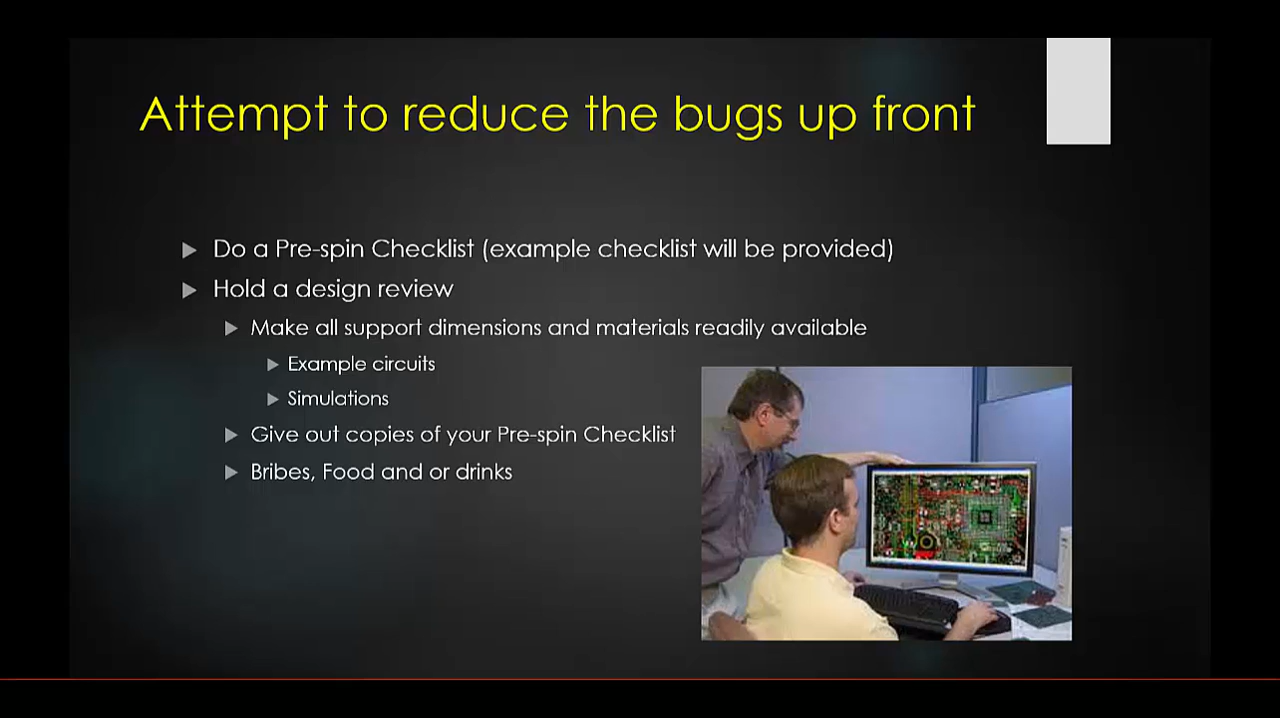 Attempt to reduce the bugs up front
Do a Pre-spin Checklist (example checklist will be provided)
Hold a design review
Make all support dimensions and materials readily available
Example circuits
Simulations
Give out copies of your Pre-spin Checklist
Bribes, Food and or drinks